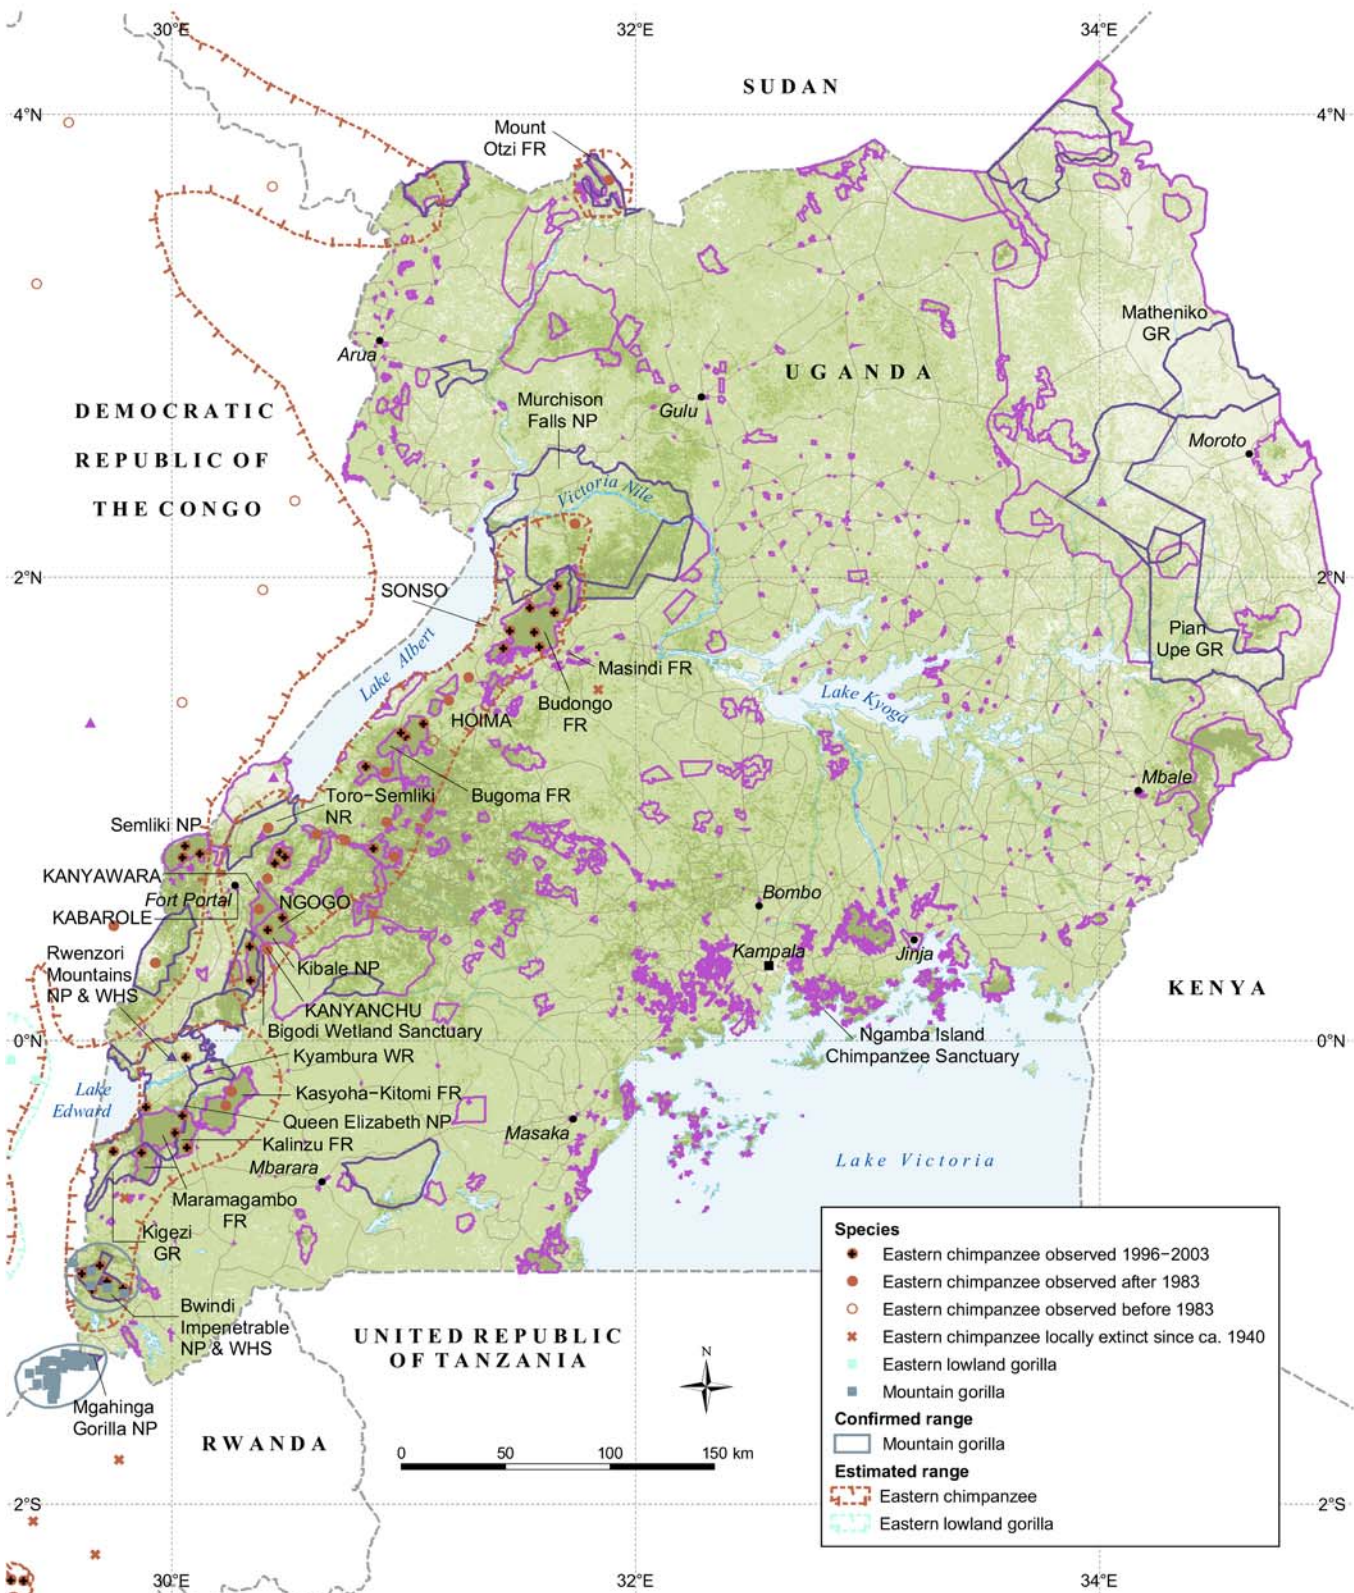 30°E
32°E
34°E
SUDAN
4°N
4°N
Mount
Otzi FR
Matheniko
GR
Arua
UGANDA
Gulu
Murchison
Falls NP
DEMOCRATIC
REPUBLIC OF
THE CONGO
Moroto
Victoria Nile
2°N
2°N
SONSO
Lake Albert
Pian
Upe GR
Masindi FR
Lake Kyoga
Budongo
FR
HOIMA
Mbale
Bugoma FR
Toro−Semliki
NR
Semliki NP
KANYAWARA
Fort Portal
NGOGO
KABAROLE
Bombo
Kampala
Jinja
Rwenzori
Mountains
NP & WHS
Kibale NP
KENYA
KANYANCHU
Bigodi Wetland Sanctuary
Ngamba Island
Chimpanzee Sanctuary
0°N
0°N
Kyambura WR
Lake
Edward
Kasyoha−Kitomi FR
Queen Elizabeth NP
Masaka
Kalinzu FR
Mbarara
Lake Victoria
Maramagambo
FR
Kigezi
GR
Bwindi
Impenetrable
NP & WHS
UNITED REPUBLIC
OF TANZANIA
N
Mgahinga
Gorilla NP
RWANDA
0 50 100 150 km
Species
Eastern chimpanzee observed 1996−2003
Eastern chimpanzee observed after 1983
Eastern chimpanzee observed before 1983
Eastern chimpanzee locally extinct since ca. 1940
Eastern lowland gorilla
Mountain gorilla
Confirmed range
Mountain gorilla
Estimated range
Eastern chimpanzee
Eastern lowland gorilla
2°S
2°S
30°E
32°E
34°E